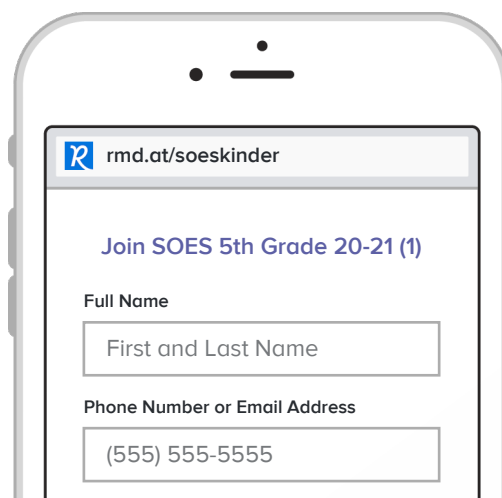 rmd.at/soeskinder
Join SOES 5th Grade 20-21 (1)
Full Name
First and Last Name
Phone Number or Email Address
(555) 555-5555